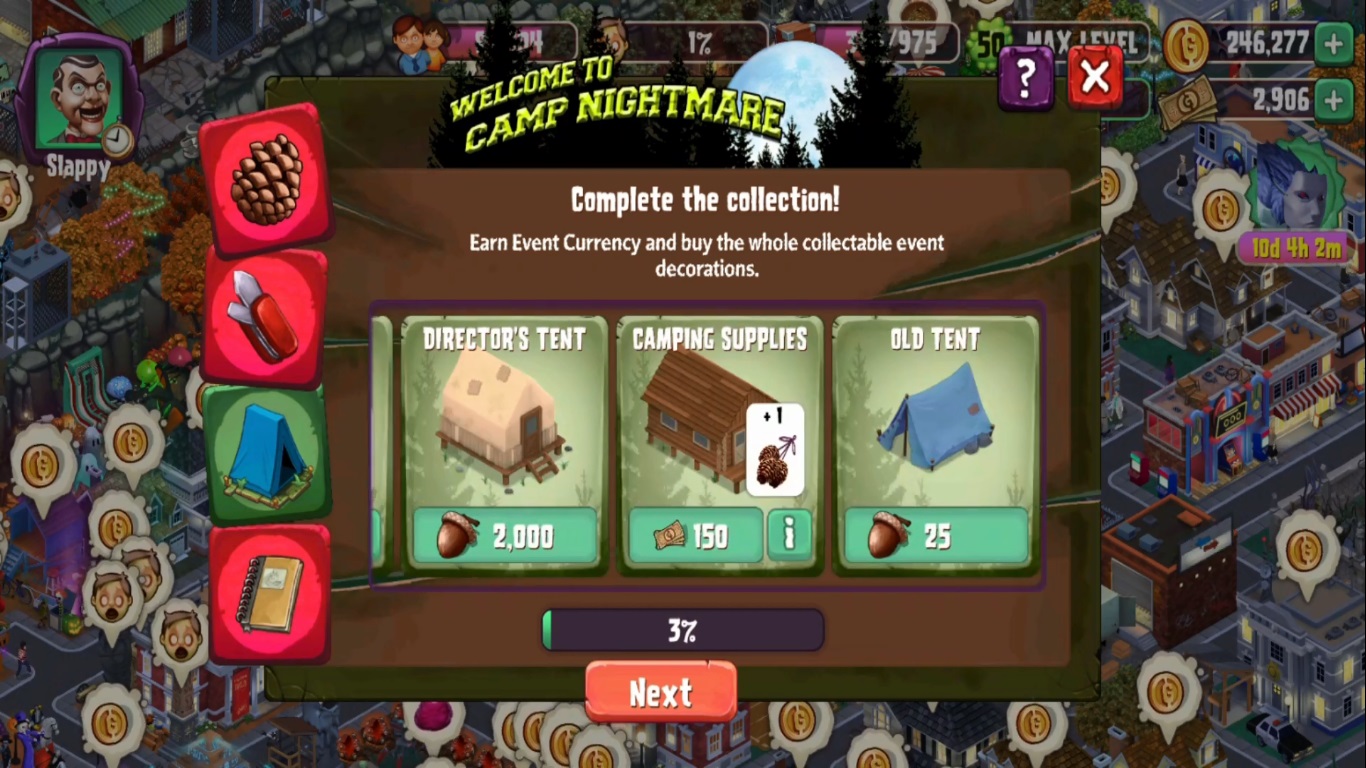 1%
/975
50
MAX LEVEL
246,277
2,906
Slappy
WELCOME TO
CAMP NIGHTMARE
?
X
Complete the collection!
Earn Event Currency and buy the whole collectable event
decorations.
10d 4h 2m
DIRECTOR'S TENT
CAMPING SUPPLIES
OLD TENT
+1
2,000
150
i
25
3%
Next